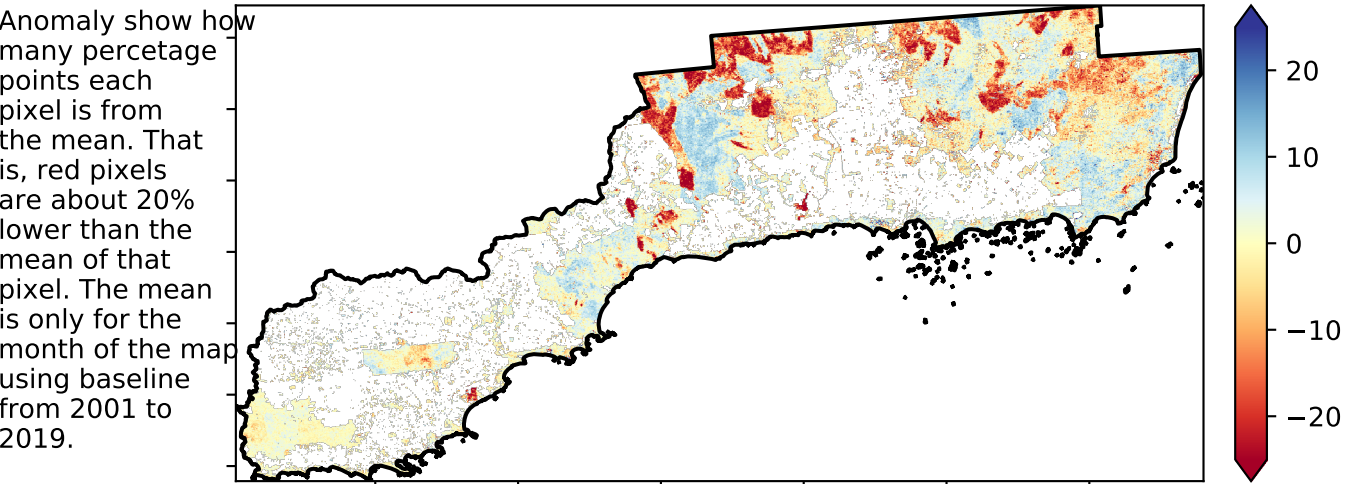 Anomaly show how
many percetage
points each
pixel is from
the mean. That
is, red pixels
are about 20%
lower than the
mean of that
pixel. The mean
is only for the
month of the map
using baseline
from 2001 to
2019.
20
10
0
−10
−20